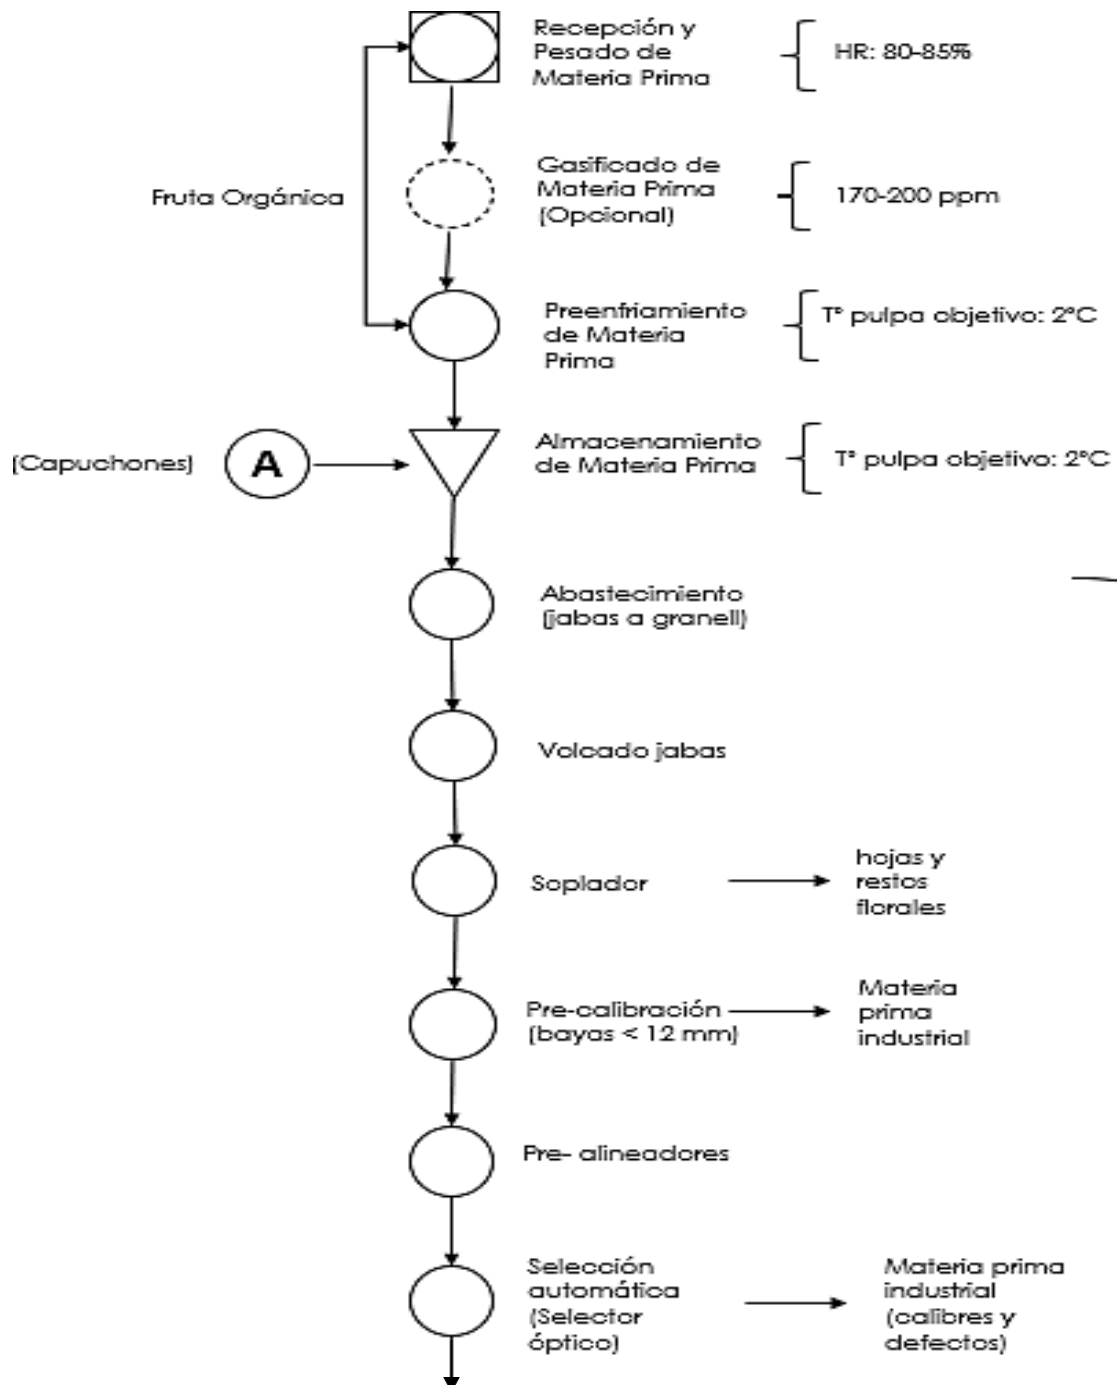 Recepción y
Pesado de
Materia Prima
HR: 80-85%
Gasificado de
Materia Prima
(Opcional)
170-200 ppm
Fruta Orgánica
Preenfriamiento
de Materia
Prima
T° pulpa objetivo: 2°C
(Capuchones)
A
Almacenamiento
de Materia Prima
T° pulpa objetivo: 2°C
Abastecimiento
(jabas a granell)
Volcado jabas
Soplador
hojas y
restos
florales
Pre-calibración
(bayas < 12 mm)
Materia
prima
industrial
Pre- alineadores
Selección
automática
(Selector
óptico)
Materia prima
industrial
(calibres y
defectos)